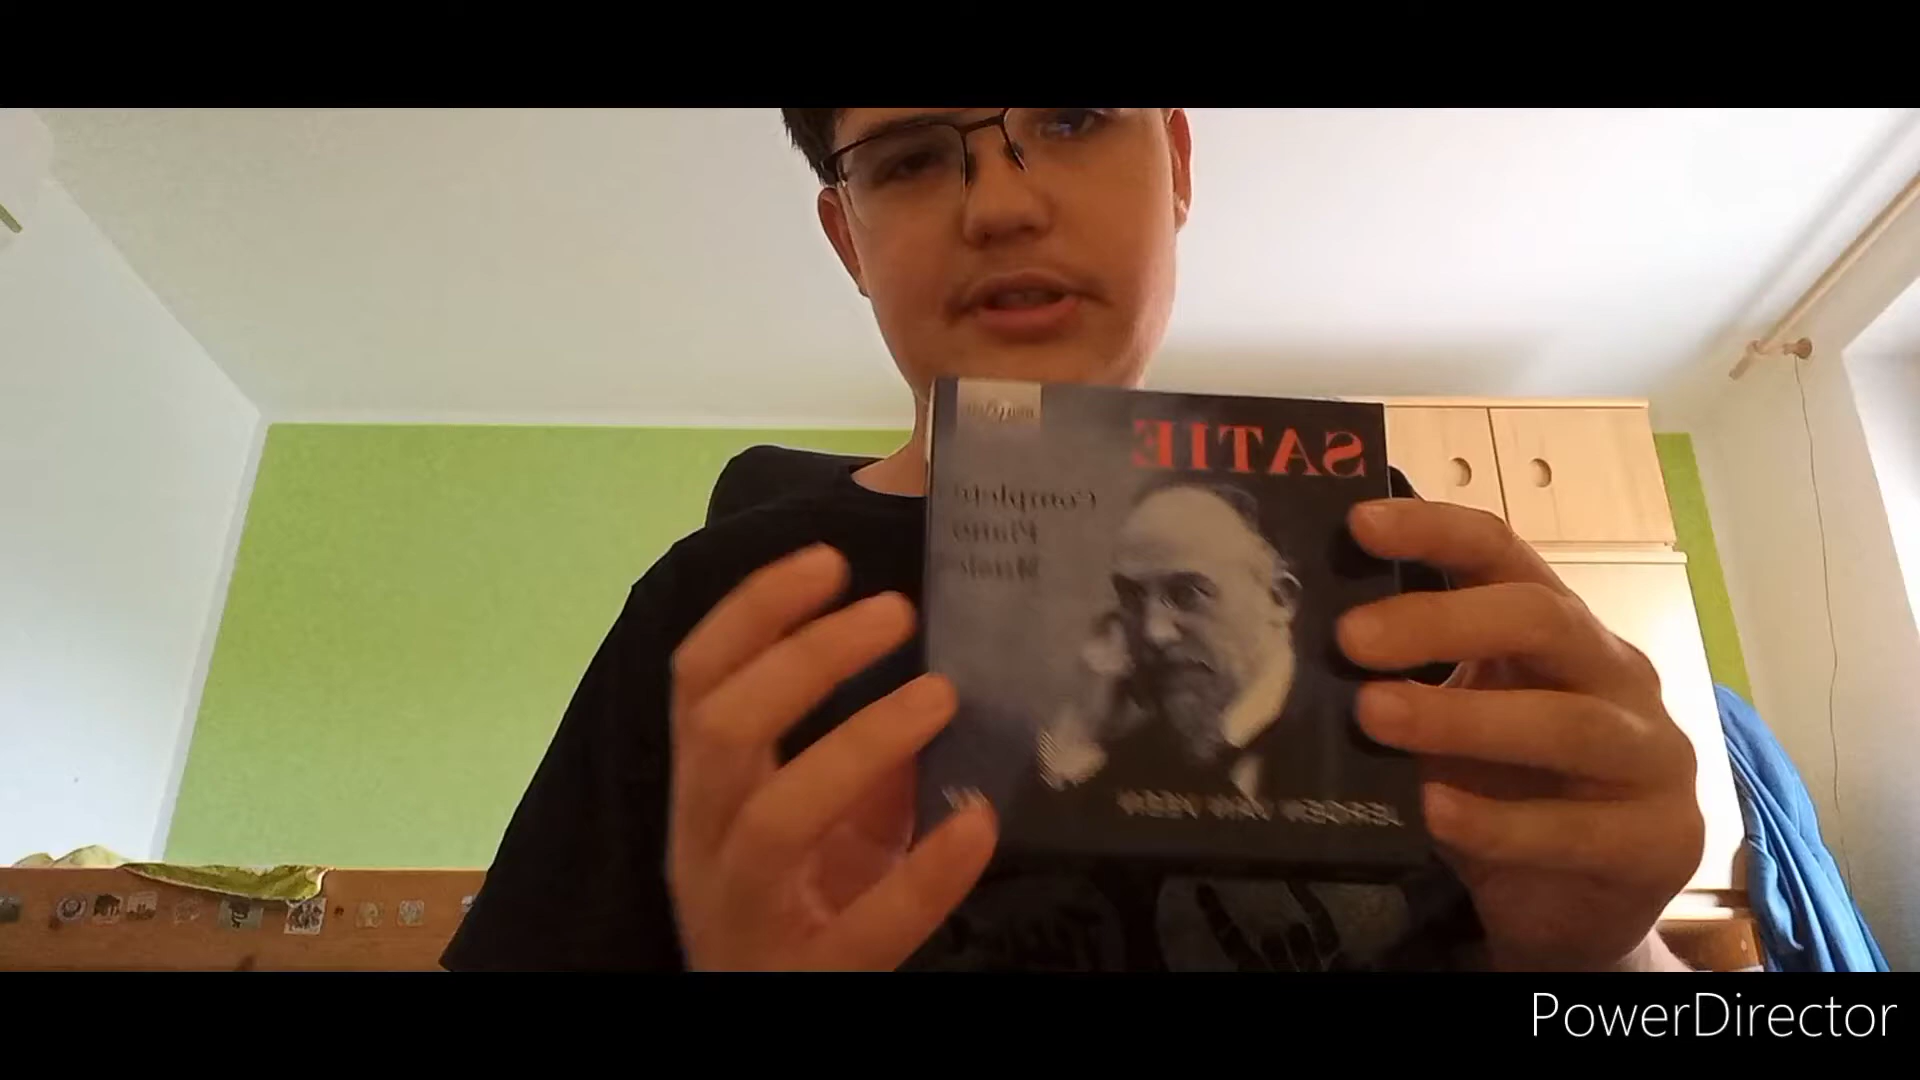 SATIE
Complete
Piano
Music
JEROEN VAN VEEN
PowerDirector